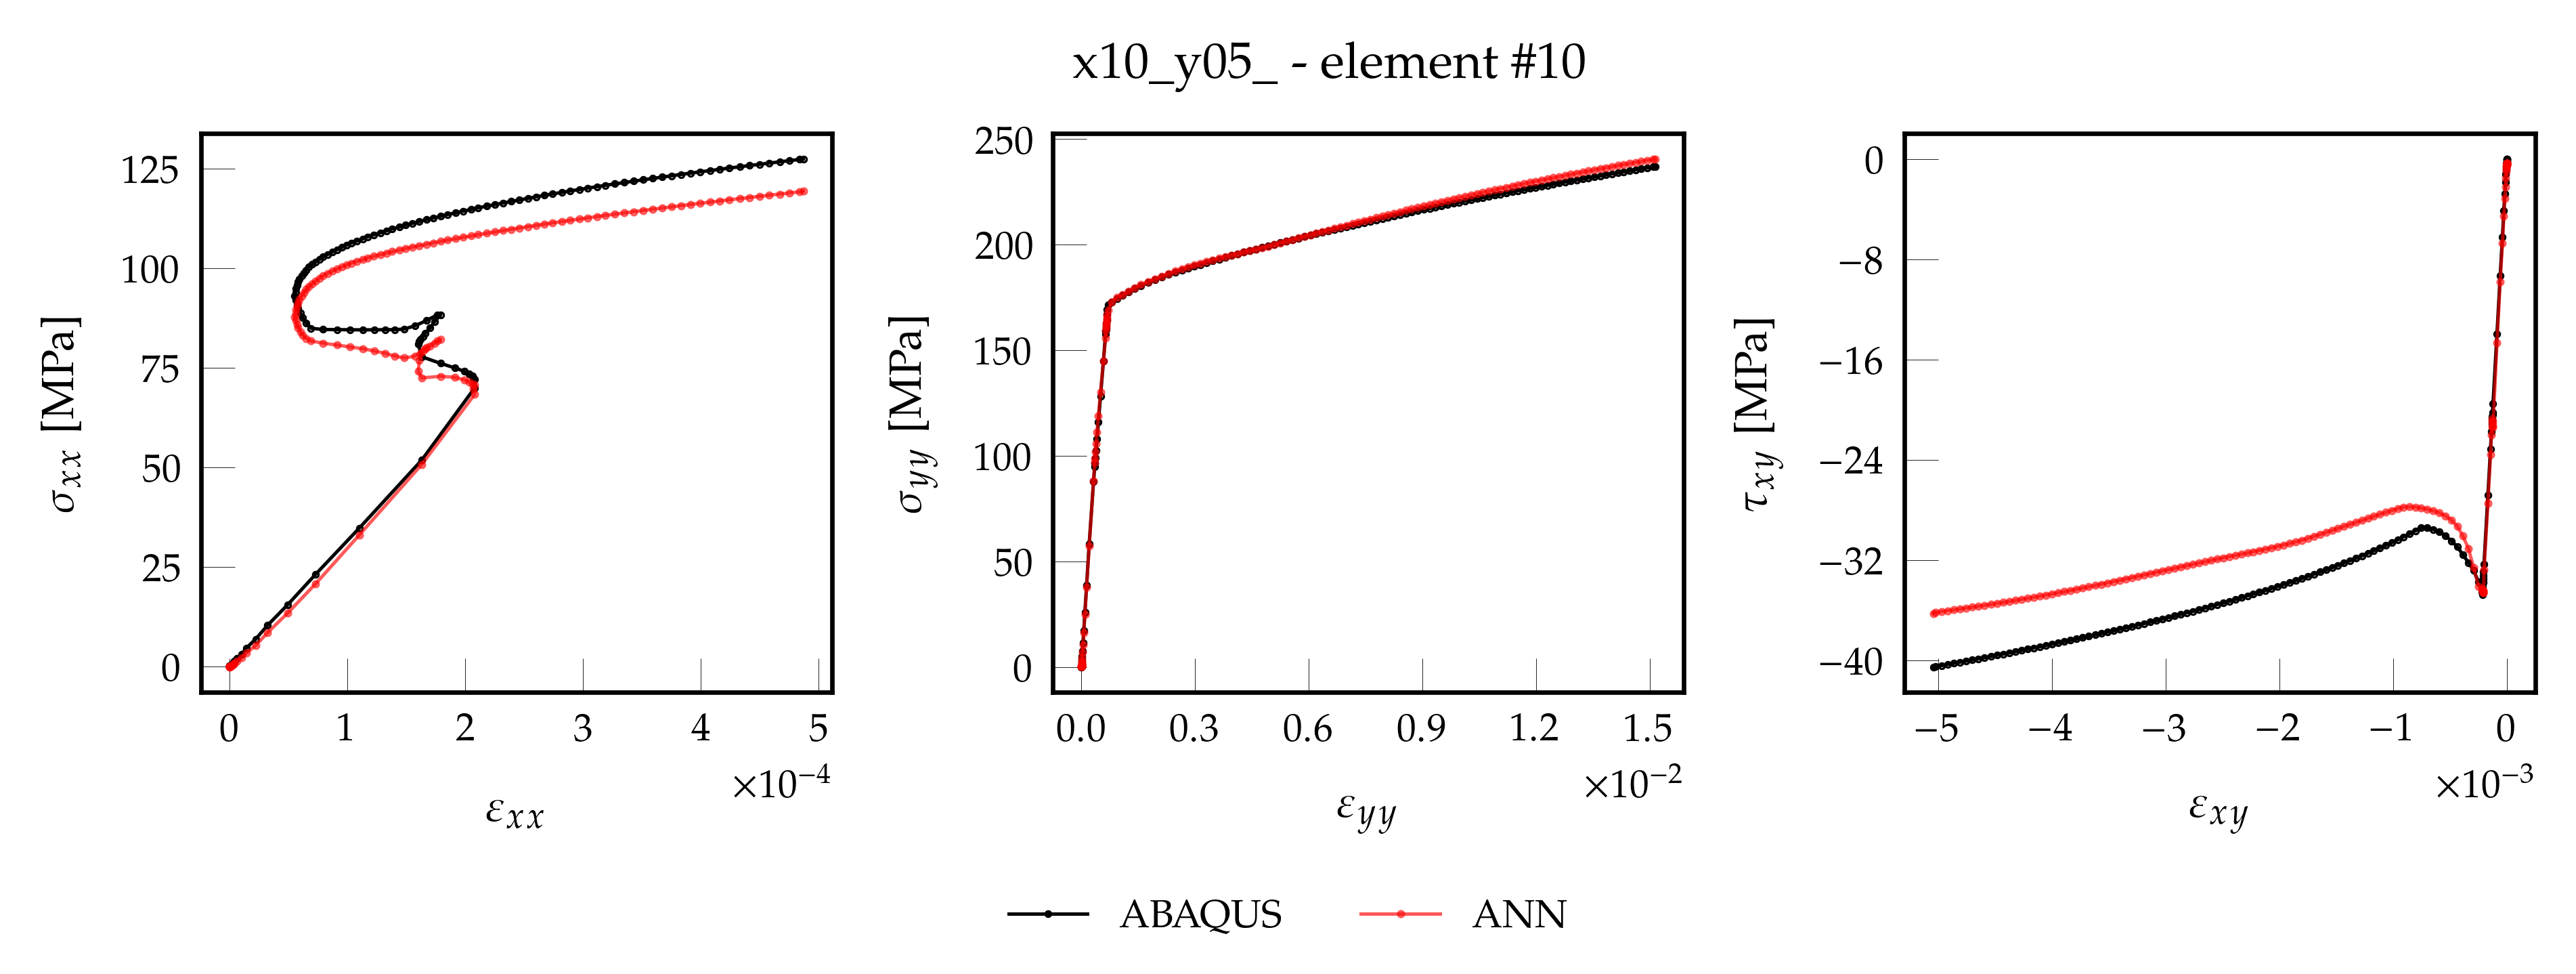 x10_y05_ - element #10
σxx [MPa]
125
100
75
50
25
0
0 1 2 3 4 5
×10−4
εxx
σyy [MPa]
250
200
150
100
50
0
0.0 0.3 0.6 0.9 1.2 1.5
×10−2
εyy
τxy [MPa]
0
−8
−16
−24
−32
−40
−5 −4 −3 −2 −1 0
×10−3
εxy
ABAQUS ANN